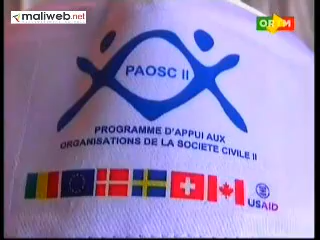 maliweb.net
ORTM
PAOSC II
PROGRAMME D'APPUI AUX
ORGANISATIONS DE LA SOCIETE CIVILE II
USAID